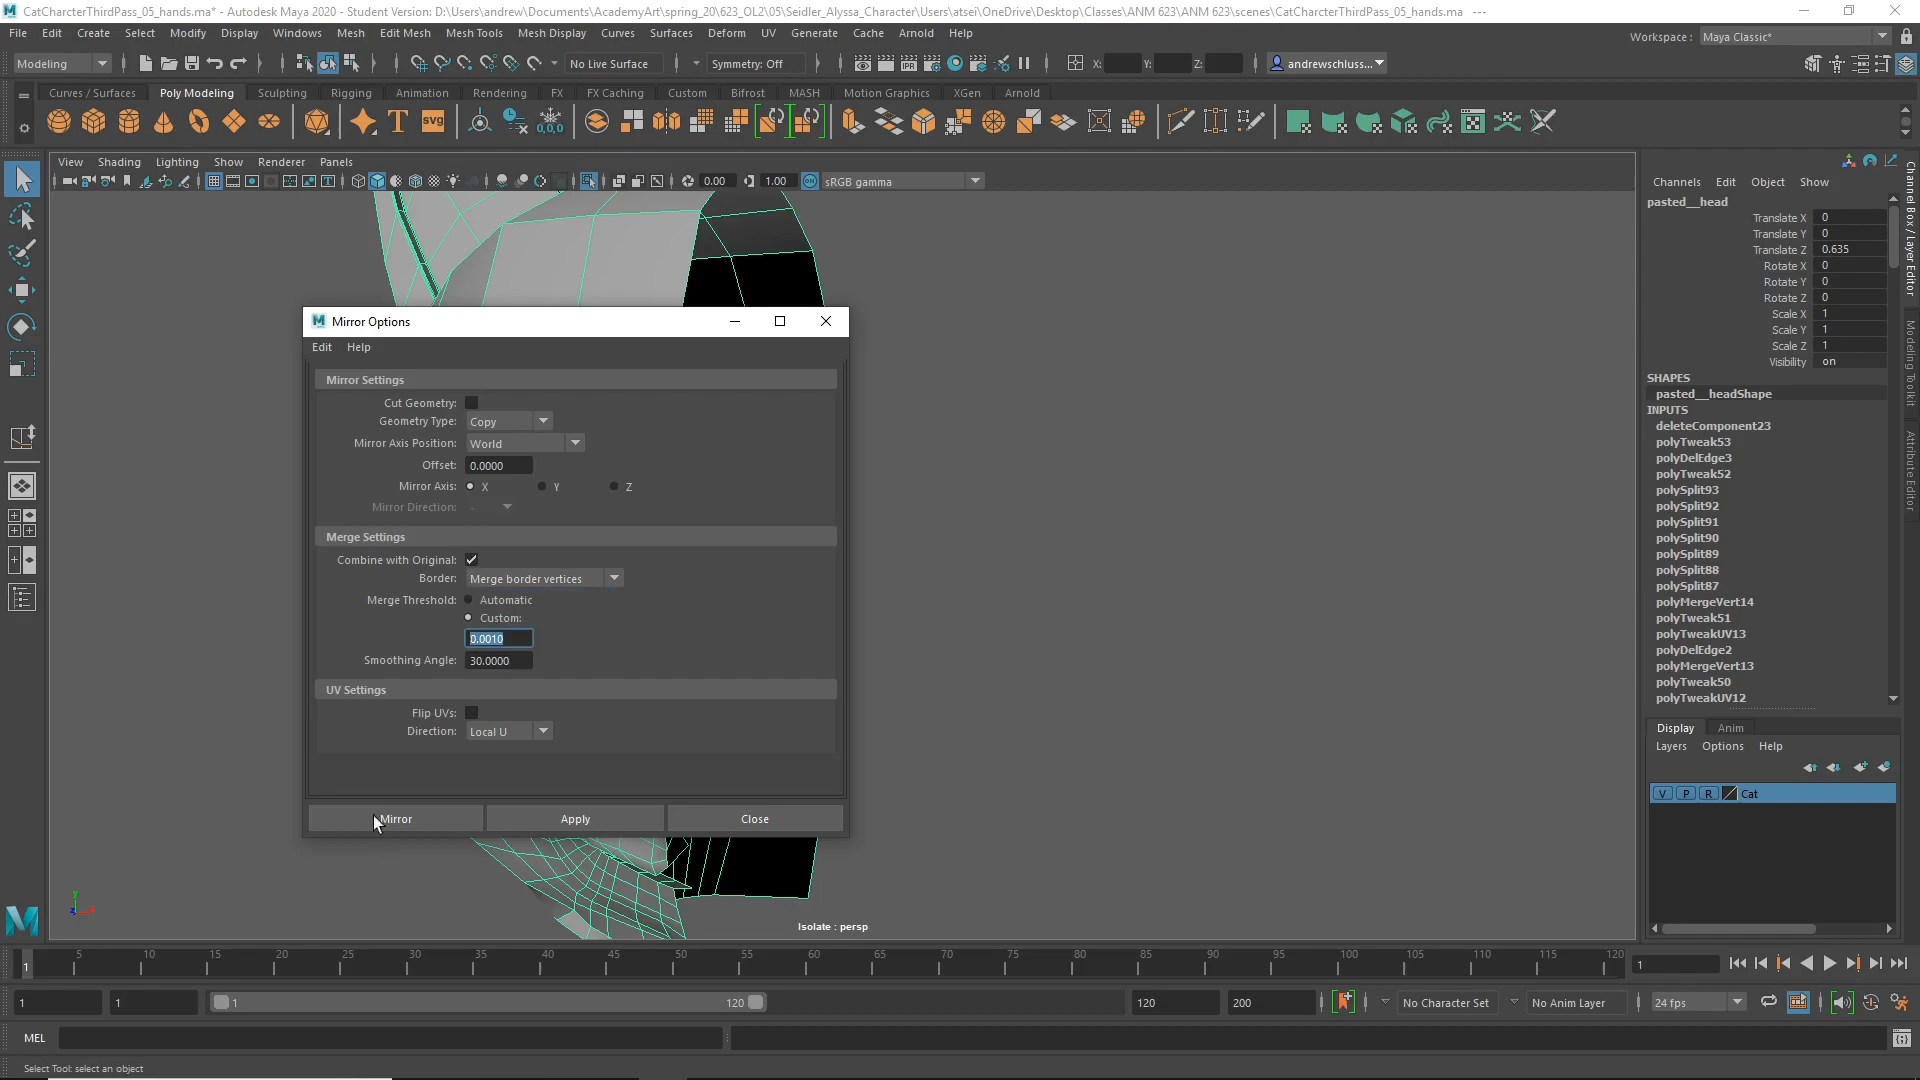 CatCharcterThirdPass_05_hands.ma* - Autodesk Maya 2020 - Student Version: D:\Users\andrew\Documents\AcademyArt\spring_20\623_OL2\05\Seidler_Alyssa_Character\Users\atsei\OneDrive\Desktop\Classes\ANM 623\ANM 623\scenes\CatCharcterThirdPass_05_hands.ma ---
File Edit Create Select Modify Display Windows Mesh Edit Mesh Mesh Tools Mesh Display Curves Surfaces Deform UV Generate Cache Arnold Help
Workspace : Maya Classic*
Modeling No Live Surface Symmetry: Off X: Y: Z: andrewschluss...
Curves / Surfaces Poly Modeling Sculpting Rigging Animation Rendering FX FX Caching Custom Bifrost MASH Motion Graphics XGen Arnold
View Shading Lighting Show Renderer Panels
0.00 1.00 sRGB gamma
Mirror Options
Edit Help
Mirror Settings
Cut Geometry:
Geometry Type: Copy
Mirror Axis Position: World
Offset: 0.0000
Mirror Axis: X Y Z
Mirror Direction: -
Merge Settings
Combine with Original:
Border: Merge border vertices
Merge Threshold: Automatic
Custom:
0.0010
Smoothing Angle: 30.0000
UV Settings
Flip UVs:
Direction: Local U
Mirror Apply Close
Isolate : persp
Channels Edit Object Show
pasted__head
Translate X 0
Translate Y 0
Translate Z 0.635
Rotate X 0
Rotate Y 0
Rotate Z 0
Scale X 1
Scale Y 1
Scale Z 1
Visibility on
SHAPES
pasted__headShape
INPUTS
deleteComponent23
polyTweak53
polyDelEdge3
polyTweak52
polySplit93
polySplit92
polySplit91
polySplit90
polySplit89
polySplit88
polySplit87
polyMergeVert14
polyTweak51
polyTweakUV13
polyDelEdge2
polyMergeVert13
polyTweak50
polyTweakUV12
Display Anim
Layers Options Help
V P R Cat
Channel Box / Layer Editor
Modeling Toolkit
Attribute Editor
1 5 10 15 20 25 30 35 40 45 50 55 60 65 70 75 80 85 90 95 100 105 110 115 120 1
1 1 1 120 120 200 No Character Set No Anim Layer 24 fps
MEL
Select Tool: select an object